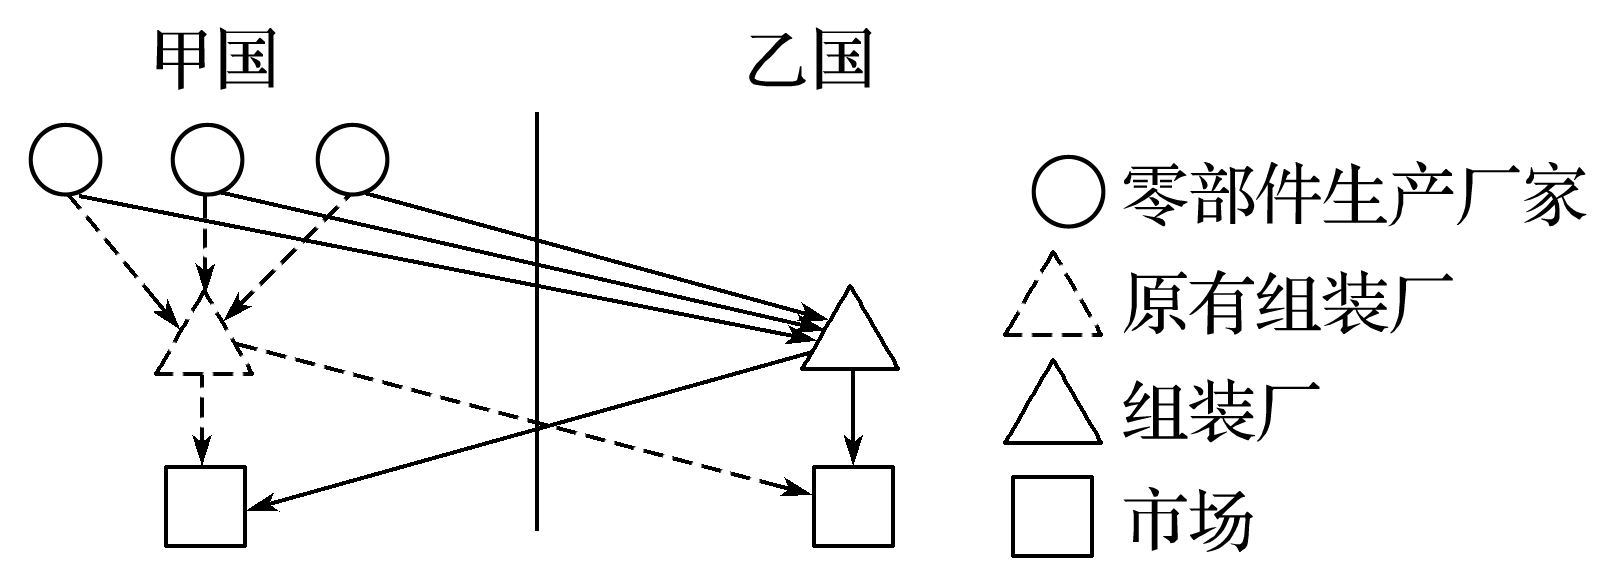 甲国
乙国
零部件生产厂家
原有组装厂
组装厂
市场